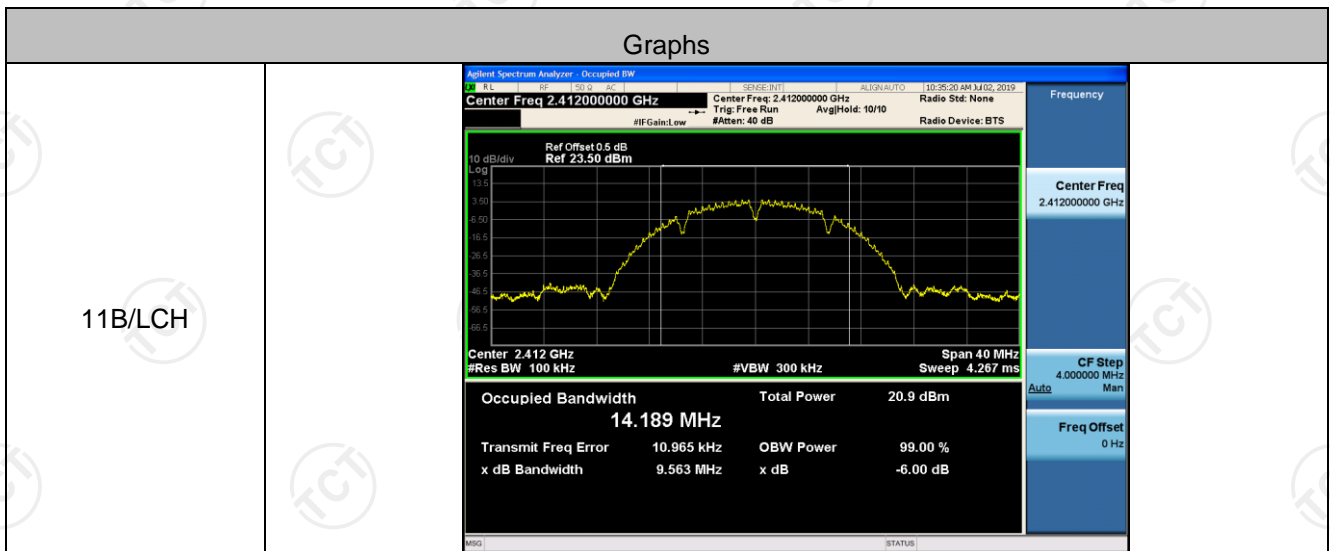 Graphs
11B/LCH
Agilent Spectrum Analyzer - Occupied BW
RL RF 50 Ω AC SENSE:INT ALIGNAUTO 10:35:20 AM Jul 02, 2019
Center Freq 2.412000000 GHz Center Freq: 2.412000000 GHz Radio Std: None
Trig: Free Run Avg|Hold: 10/10
#IFGain:Low #Atten: 40 dB Radio Device: BTS
Ref Offset 0.5 dB
10 dB/div Ref 23.50 dBm
Log
13.5
3.50
-6.50
-16.5
-26.5
-36.5
-46.5
-56.5
-66.5
Center 2.412 GHz Span 40 MHz
#Res BW 100 kHz #VBW 300 kHz Sweep 4.267 ms
Occupied Bandwidth Total Power 20.9 dBm
14.189 MHz
Transmit Freq Error 10.965 kHz OBW Power 99.00 %
x dB Bandwidth 9.563 MHz x dB -6.00 dB
MSG STATUS
Frequency
Center Freq
2.412000000 GHz
CF Step
4.000000 MHz
Auto Man
Freq Offset
0 Hz
TCT
TCT
TCT
TCT
TCT
TCT